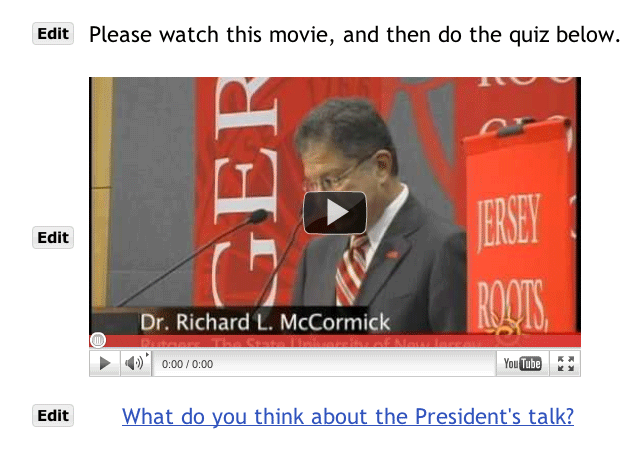 Edit Please watch this movie, and then do the quiz below.
GER
ROOTS
JERSEY
ROOTS,
Edit
Dr. Richard L. McCormick
Rutgers, The State University of New Jersey
0:00 / 0:00
YouTube
Edit What do you think about the President's talk?